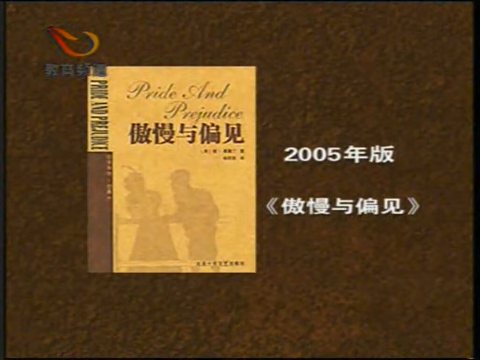 教育频道
PRIDE AND PREJUDICE
Pride And
Prejudice
傲慢与偏见
2005年版
《傲慢与偏见》